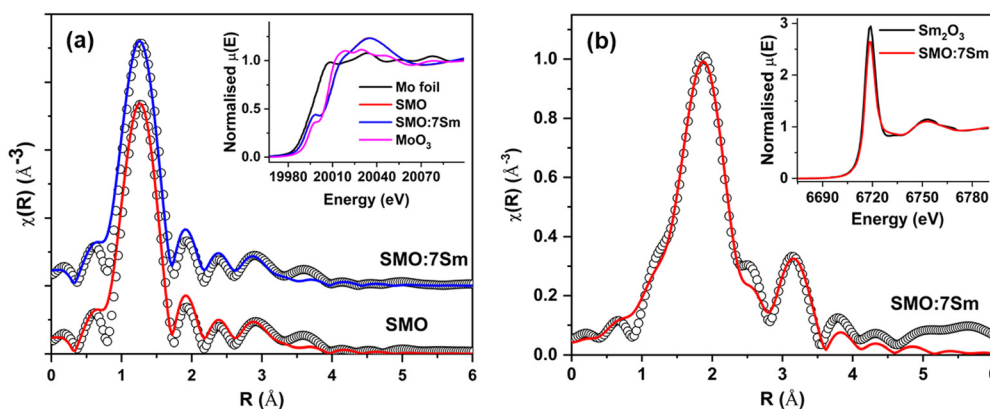 (a)
χ(R) (Å⁻³)
Normalised μ(E)
1.0
0.5
0.0
Mo foil
SMO
SMO:7Sm
MoO₃
19980 20010 20040 20070
Energy (eV)
SMO:7Sm
SMO
0 1 2 3 4 5 6
R (Å)
(b)
χ(R) (Å⁻³)
1.0
0.8
0.6
0.4
0.2
0.0
Normalised μ(E)
3
2
1
0
Sm₂O₃
SMO:7Sm
6690 6720 6750 6780
Energy (eV)
SMO:7Sm
0 1 2 3 4 5 6
R (Å)